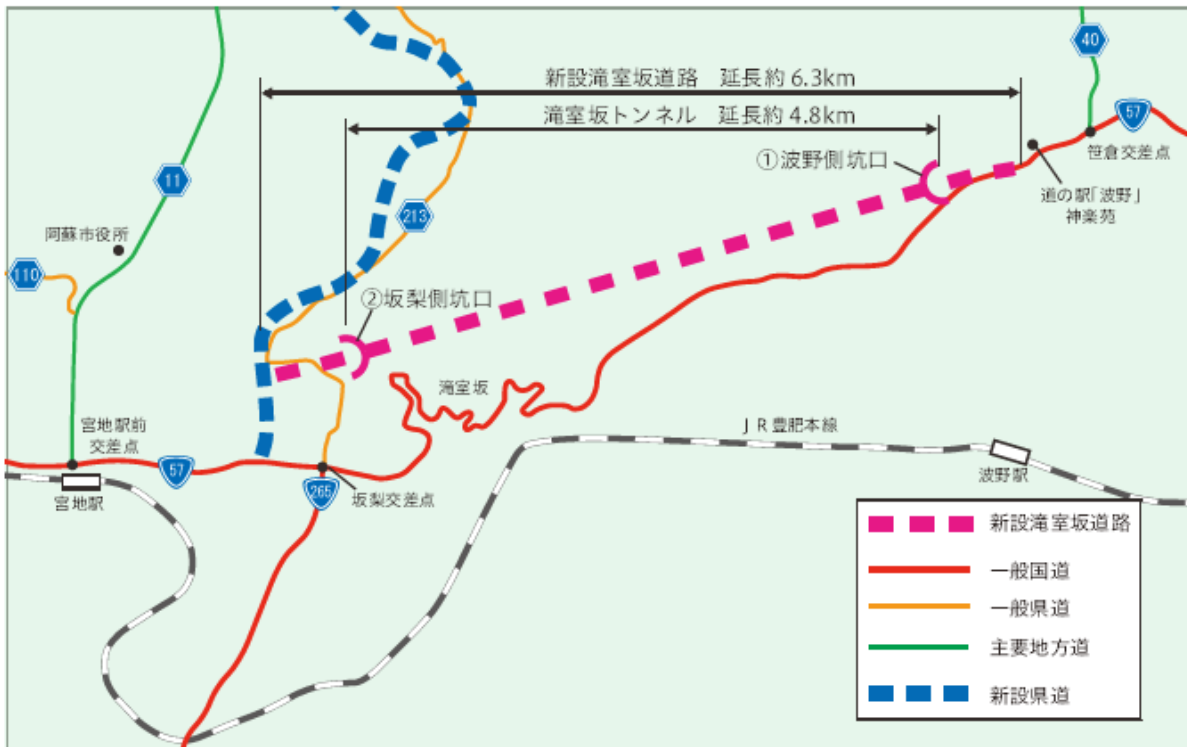 40
新設滝室坂道路 延長約6.3km
57
滝室坂トンネル 延長約4.8km
笹倉交差点
①波野側坑口
11
道の駅「波野」
神楽苑
213
阿蘇市役所
110
②坂梨側坑口
滝室坂
宮地駅前
交差点
JR豊肥本線
57
265
坂梨交差点
波野駅
宮地駅
新設滝室坂道路
一般国道
一般県道
主要地方道
新設県道